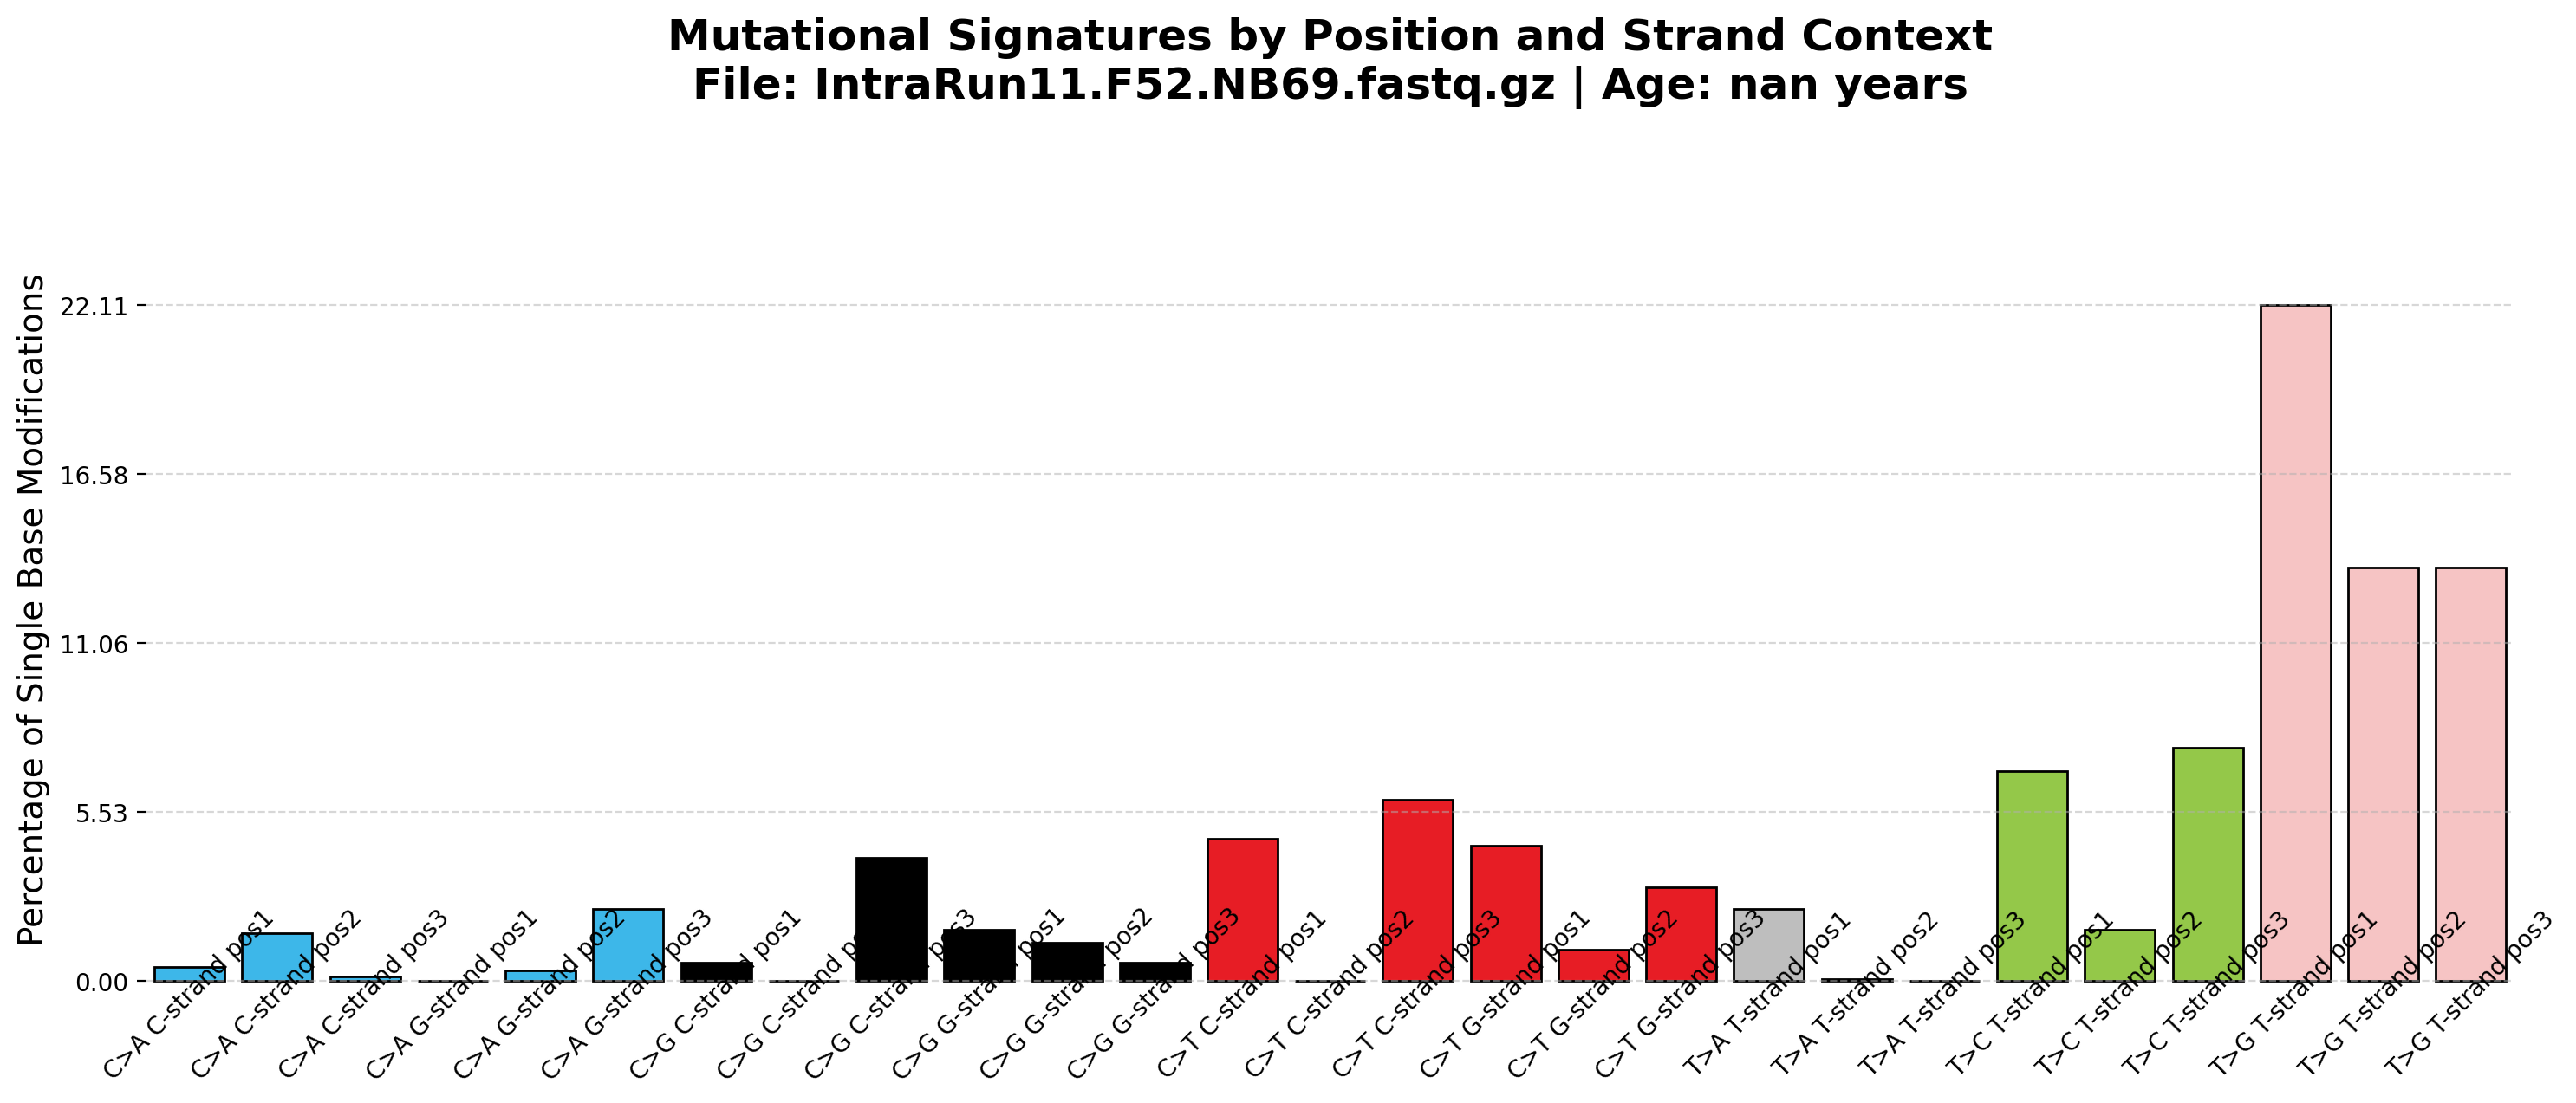 Mutational Signatures by Position and Strand Context
File: IntraRun11.F52.NB69.fastq.gz | Age: nan years
Percentage of Single Base Modifications
22.11
16.58
11.06
5.53
0.00
C>A C-strand pos1
C>A C-strand pos2
C>A C-strand pos3
C>A G-strand pos1
C>A G-strand pos2
C>A G-strand pos3
C>G C-strand pos1
C>G C-strand pos2
C>G C-strand pos3
C>G G-strand pos1
C>G G-strand pos2
C>G G-strand pos3
C>T C-strand pos1
C>T C-strand pos2
C>T C-strand pos3
C>T G-strand pos1
C>T G-strand pos2
C>T G-strand pos3
T>A T-strand pos1
T>A T-strand pos2
T>A T-strand pos3
T>C T-strand pos1
T>C T-strand pos2
T>C T-strand pos3
T>G T-strand pos1
T>G T-strand pos2
T>G T-strand pos3